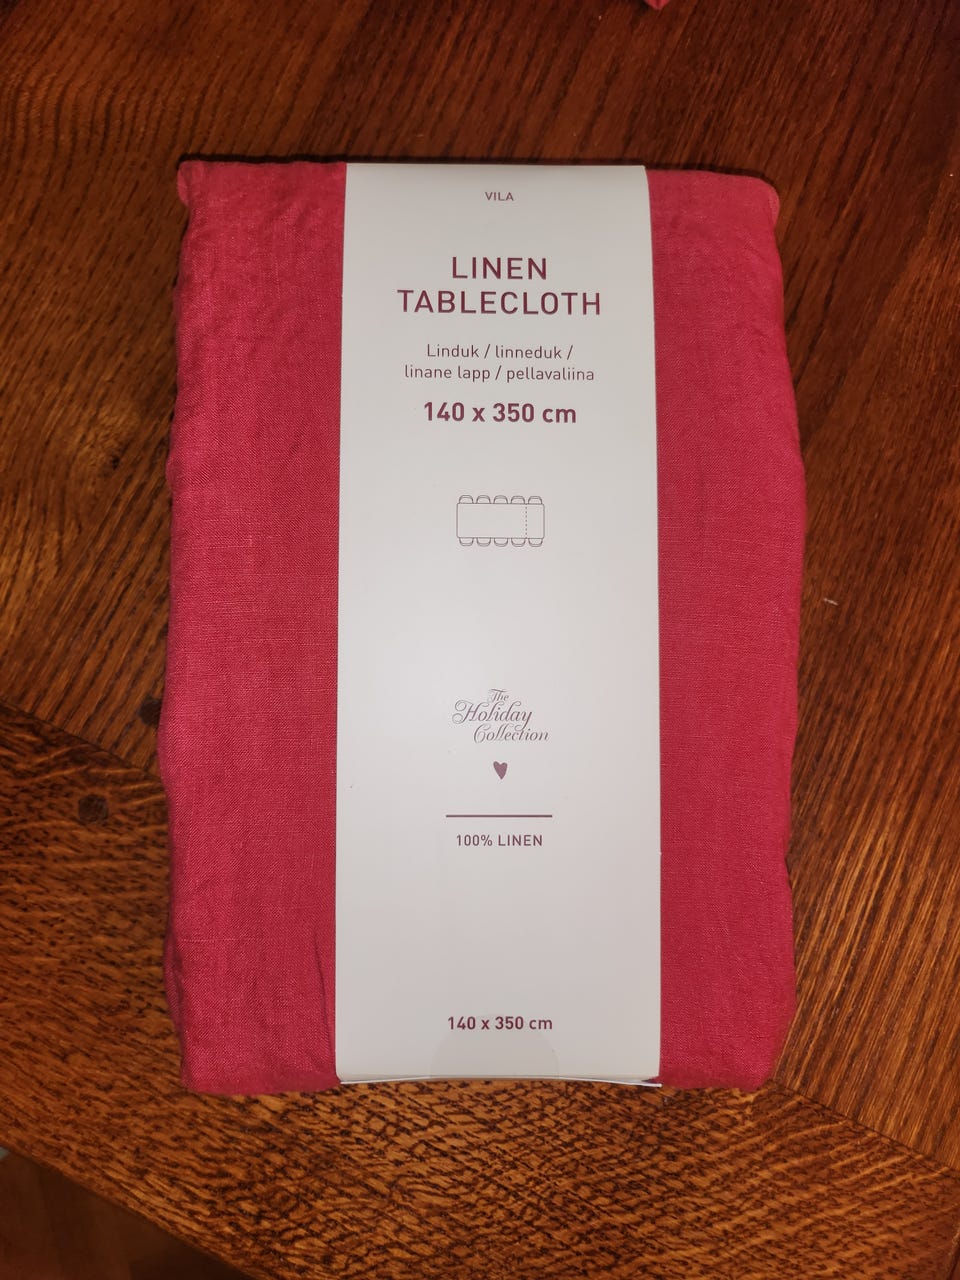 VILA
LINEN
TABLECLOTH
Linduk / linneduk /
linane lapp / pellavaliina
140 x 350 cm
The
Holiday
Collection
100% LINEN
140 x 350 cm